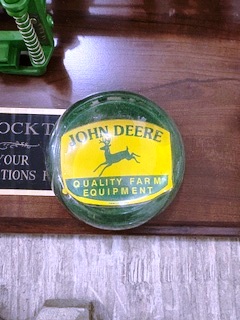 JOHN DEERE
QUALITY FARM
EQUIPMENT
OCKT
YOUR
TIONS